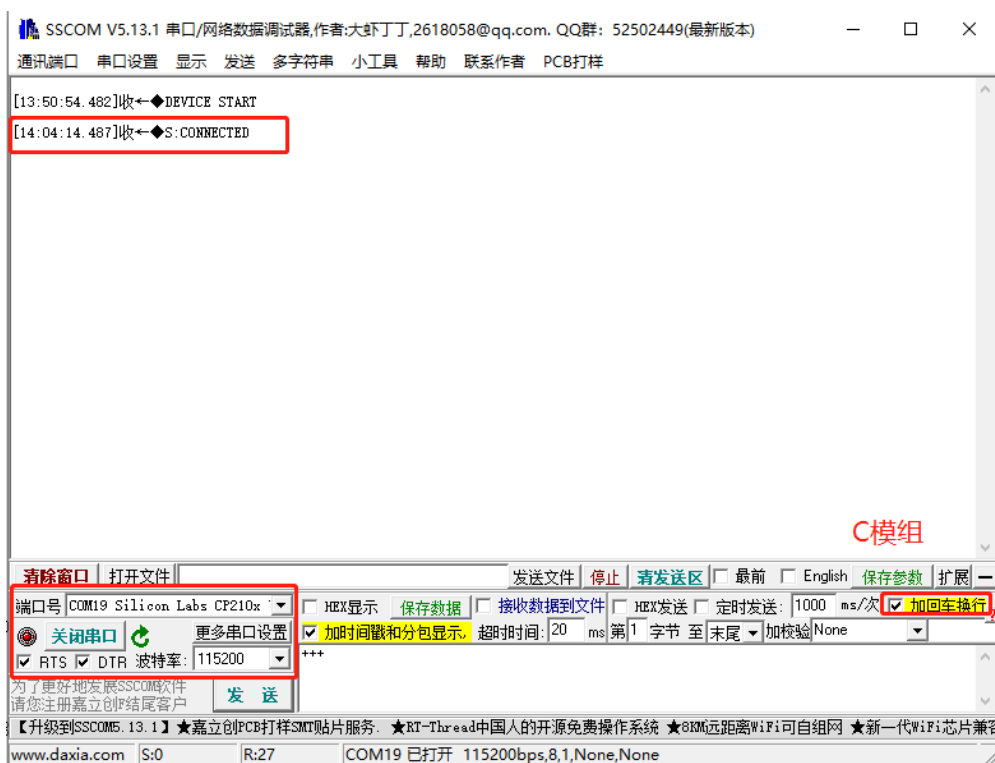 SSCOM V5.13.1 串口/网络数据调试器,作者:大虾丁丁,2618058@qq.com. QQ群：52502449(最新版本)
通讯端口 串口设置 显示 发送 多字符串 小工具 帮助 联系作者 PCB打样
[13:50:54.482]收←◆DEVICE START
[14:04:14.487]收←◆S:CONNECTED
C模组
清除窗口 打开文件 发送文件 停止 清发送区 最前 English 保存参数 扩展 —
端口号 COM19 Silicon Labs CP210x HEX显示 保存数据 接收数据到文件 HEX发送 定时发送: 1000 ms/次 加回车换行
关闭串口 更多串口设置 加时间戳和分包显示, 超时时间: 20 ms 第 1 字节 至 末尾 加校验 None
RTS DTR 波特率: 115200 +++
为了更好地发展SSCOM软件
请您注册嘉立创F结尾客户 发 送
【升级到SSCOM5.13.1】★嘉立创PCB打样SMT贴片服务. ★RT-Thread中国人的开源免费操作系统 ★8KM远距离WiFi可自组网 ★新一代WiFi芯片兼
www.daxia.com S:0 R:27 COM19 已打开 115200bps,8,1,None,None